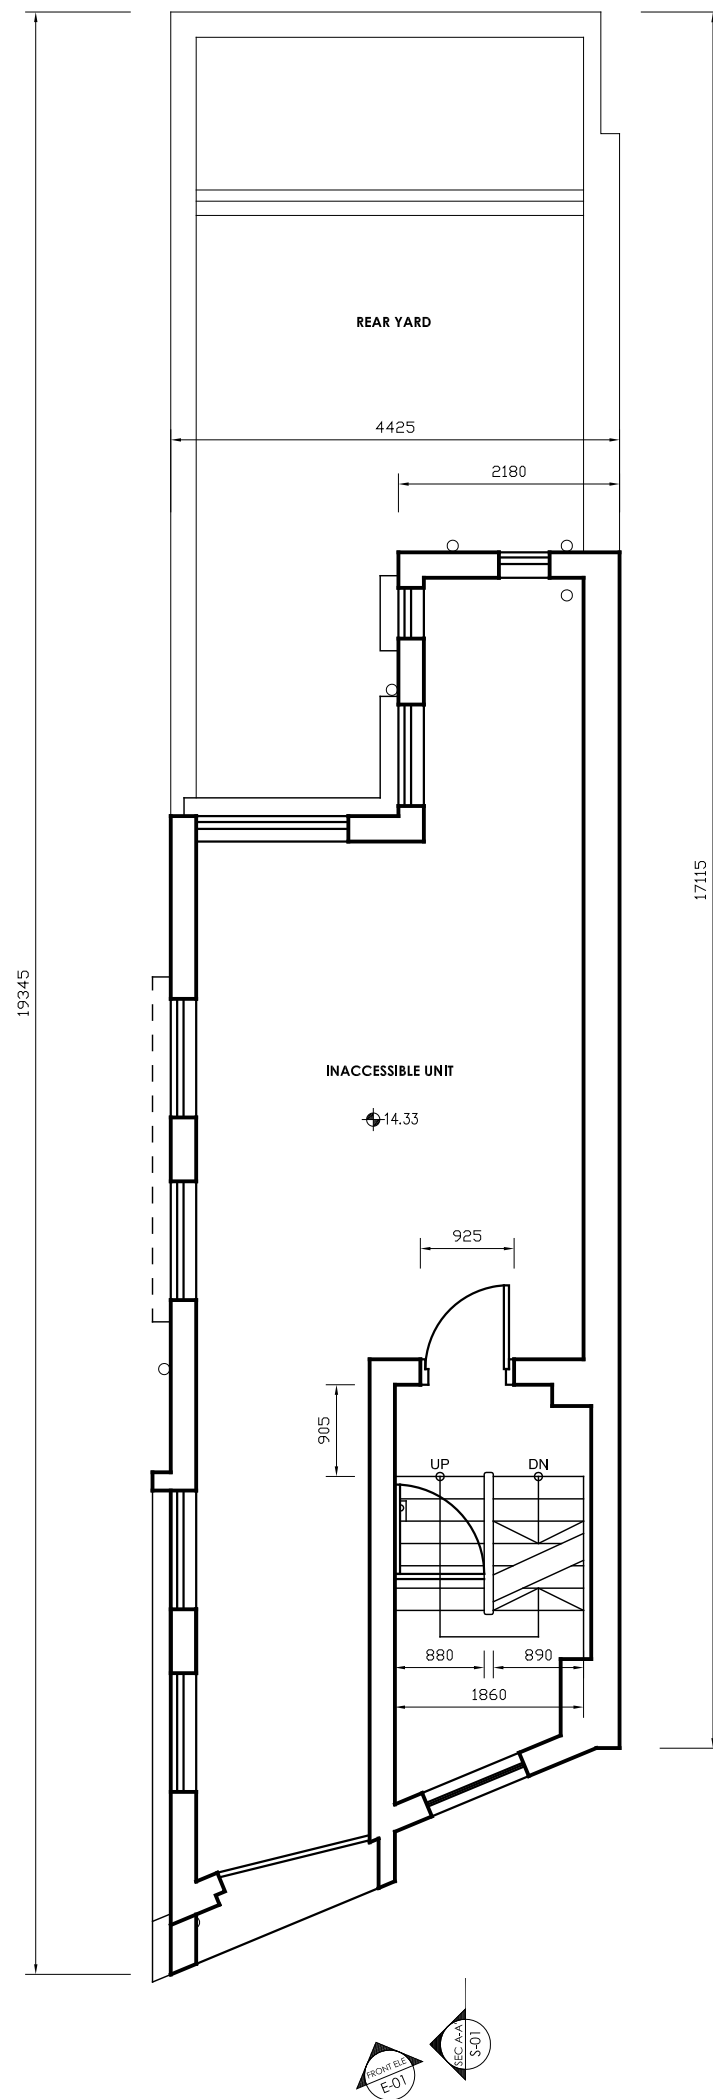 REAR YARD
4425
2180
17115
19345
INACCESSIBLE UNIT
14.33
925
905
UP
DN
880
890
1860
SEC A-A'
S-01
FRONT ELE
E-01